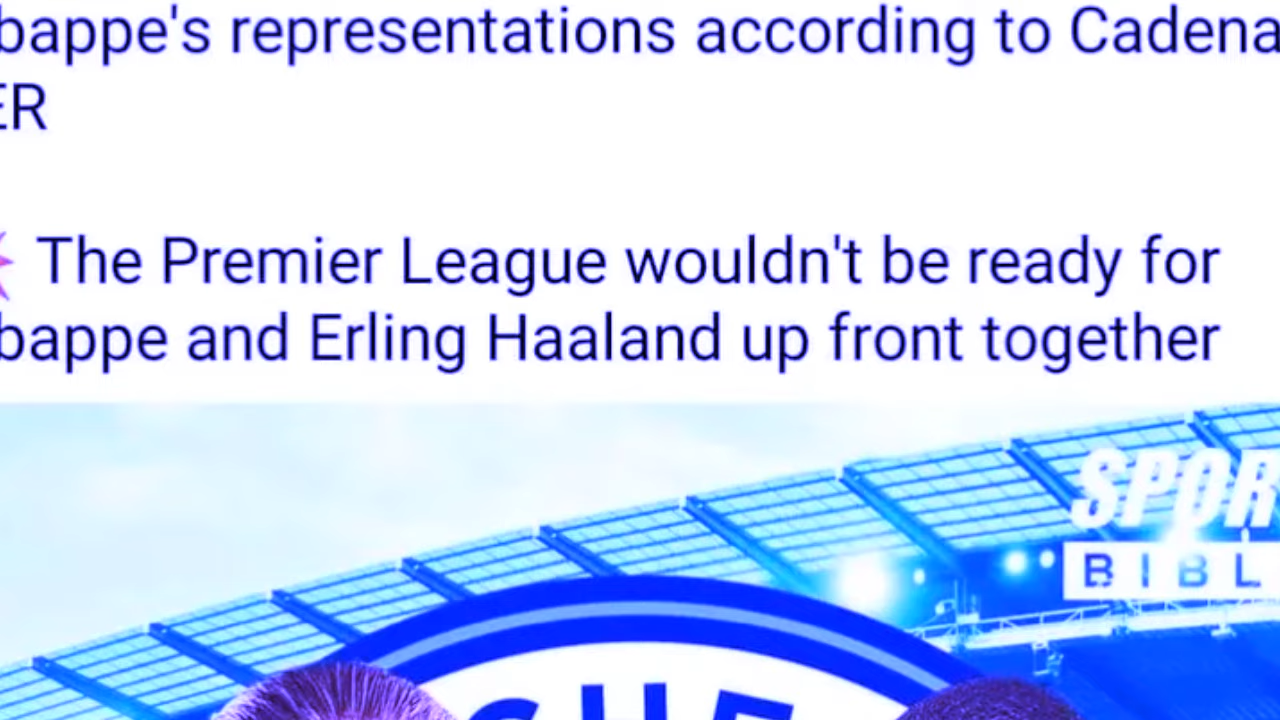 bappe's representations according to Cadena
ER
The Premier League wouldn't be ready for
bappe and Erling Haaland up front together
SPOR
BIBL
CHE